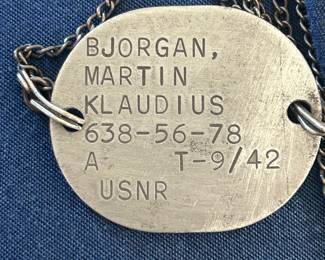 BJORGAN,
MARTIN
KLAUDIUS
638-56-78
A T-9/42
USNR